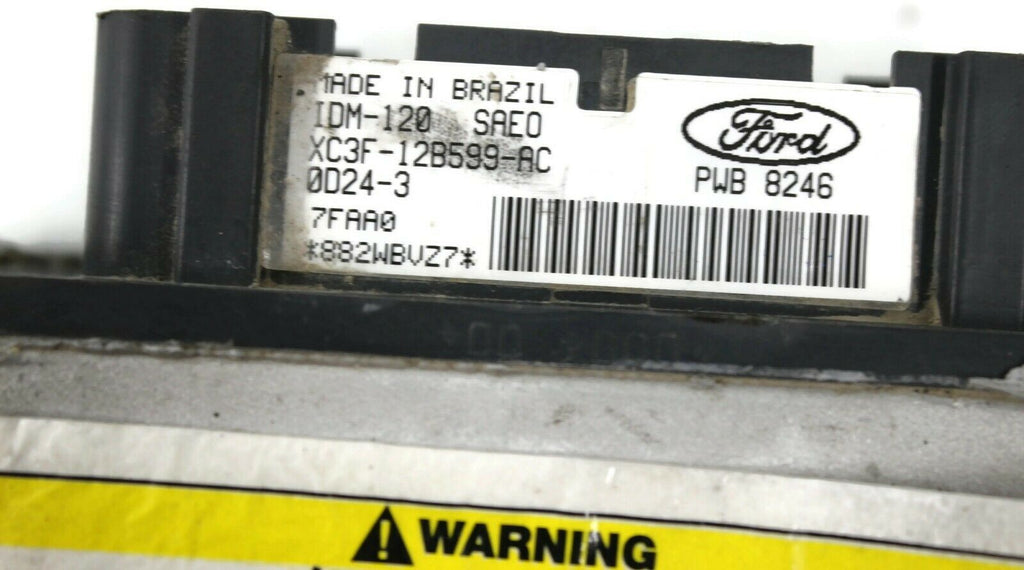 MADE IN BRAZIL
IDM-120 SAE0
XC3F-12B599-AC
0D24-3
7FAA0
*882WBVZ7*
Ford
PWB 8246
WARNING